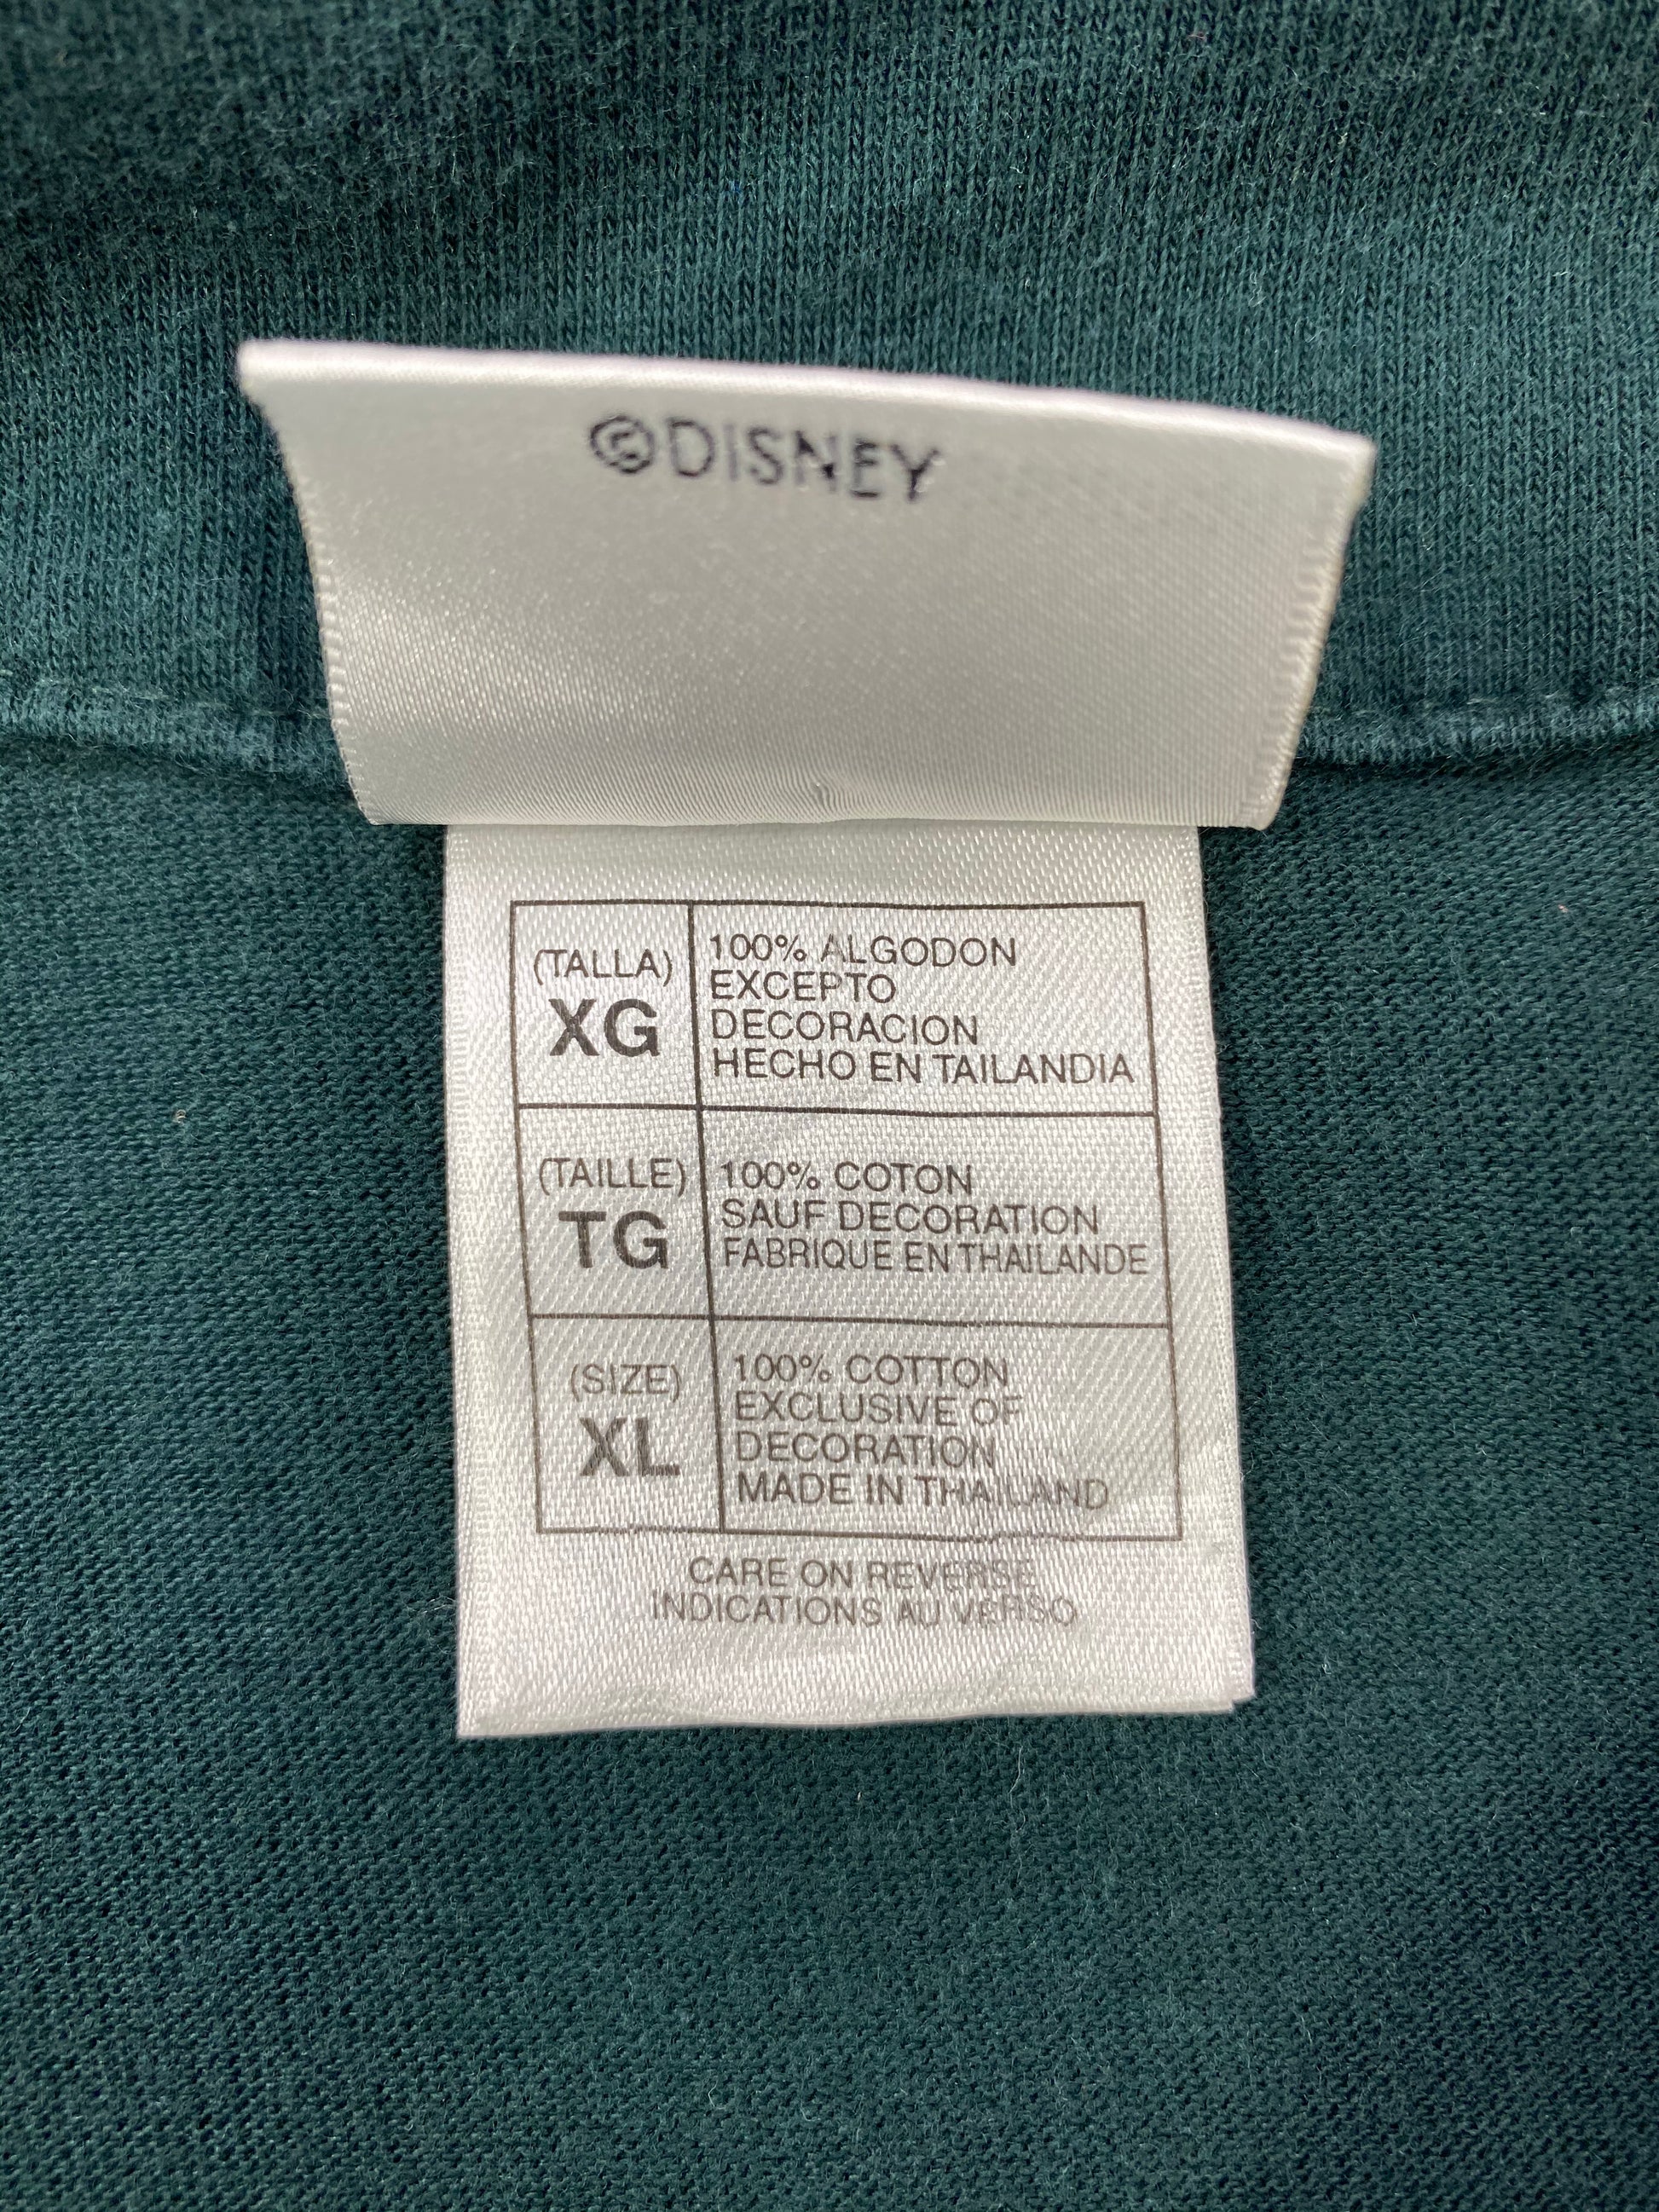 ©DISNEY
(TALLA)
XG
100% ALGODON
EXCEPTO
DECORACION
HECHO EN TAILANDIA
(TAILLE)
TG
100% COTON
SAUF DECORATION
FABRIQUE EN THAILANDE
(SIZE)
XL
100% COTTON
EXCLUSIVE OF
DECORATION
MADE IN THAILAND
CARE ON REVERSE
INDICATIONS AU VERSO